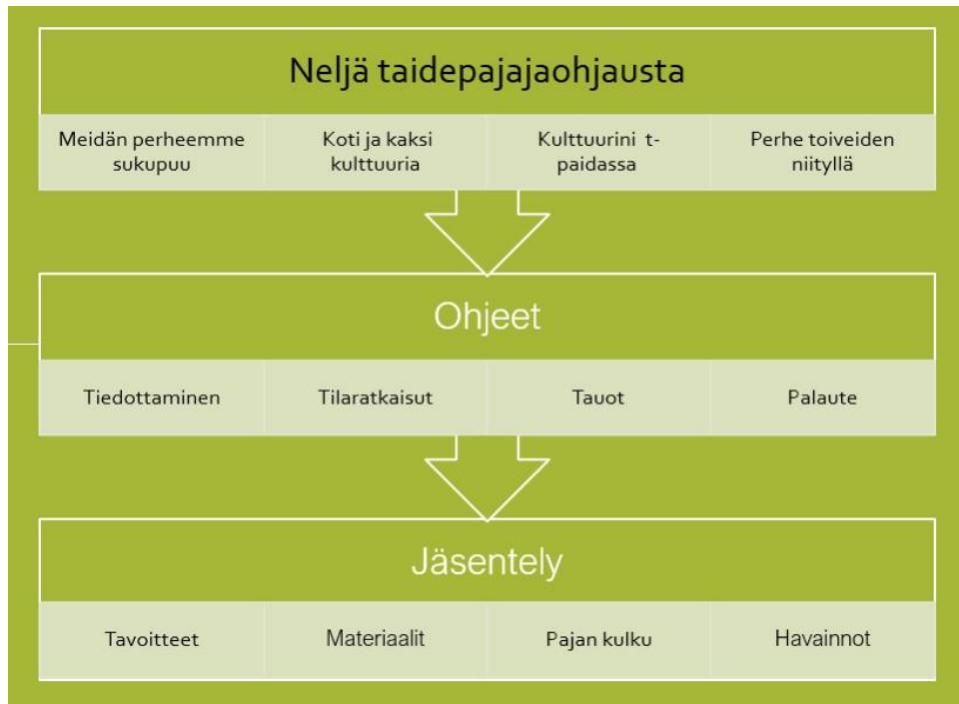 Neljä taidepajajaohjausta
Meidän perheemme
sukupuu
Koti ja kaksi
kulttuuria
Kulttuurini t-
paidassa
Perhe toiveiden
niityllä
Ohjeet
Tiedottaminen
Tilaratkaisut
Tauot
Palaute
Jäsentely
Tavoitteet
Materiaalit
Pajan kulku
Havainnot